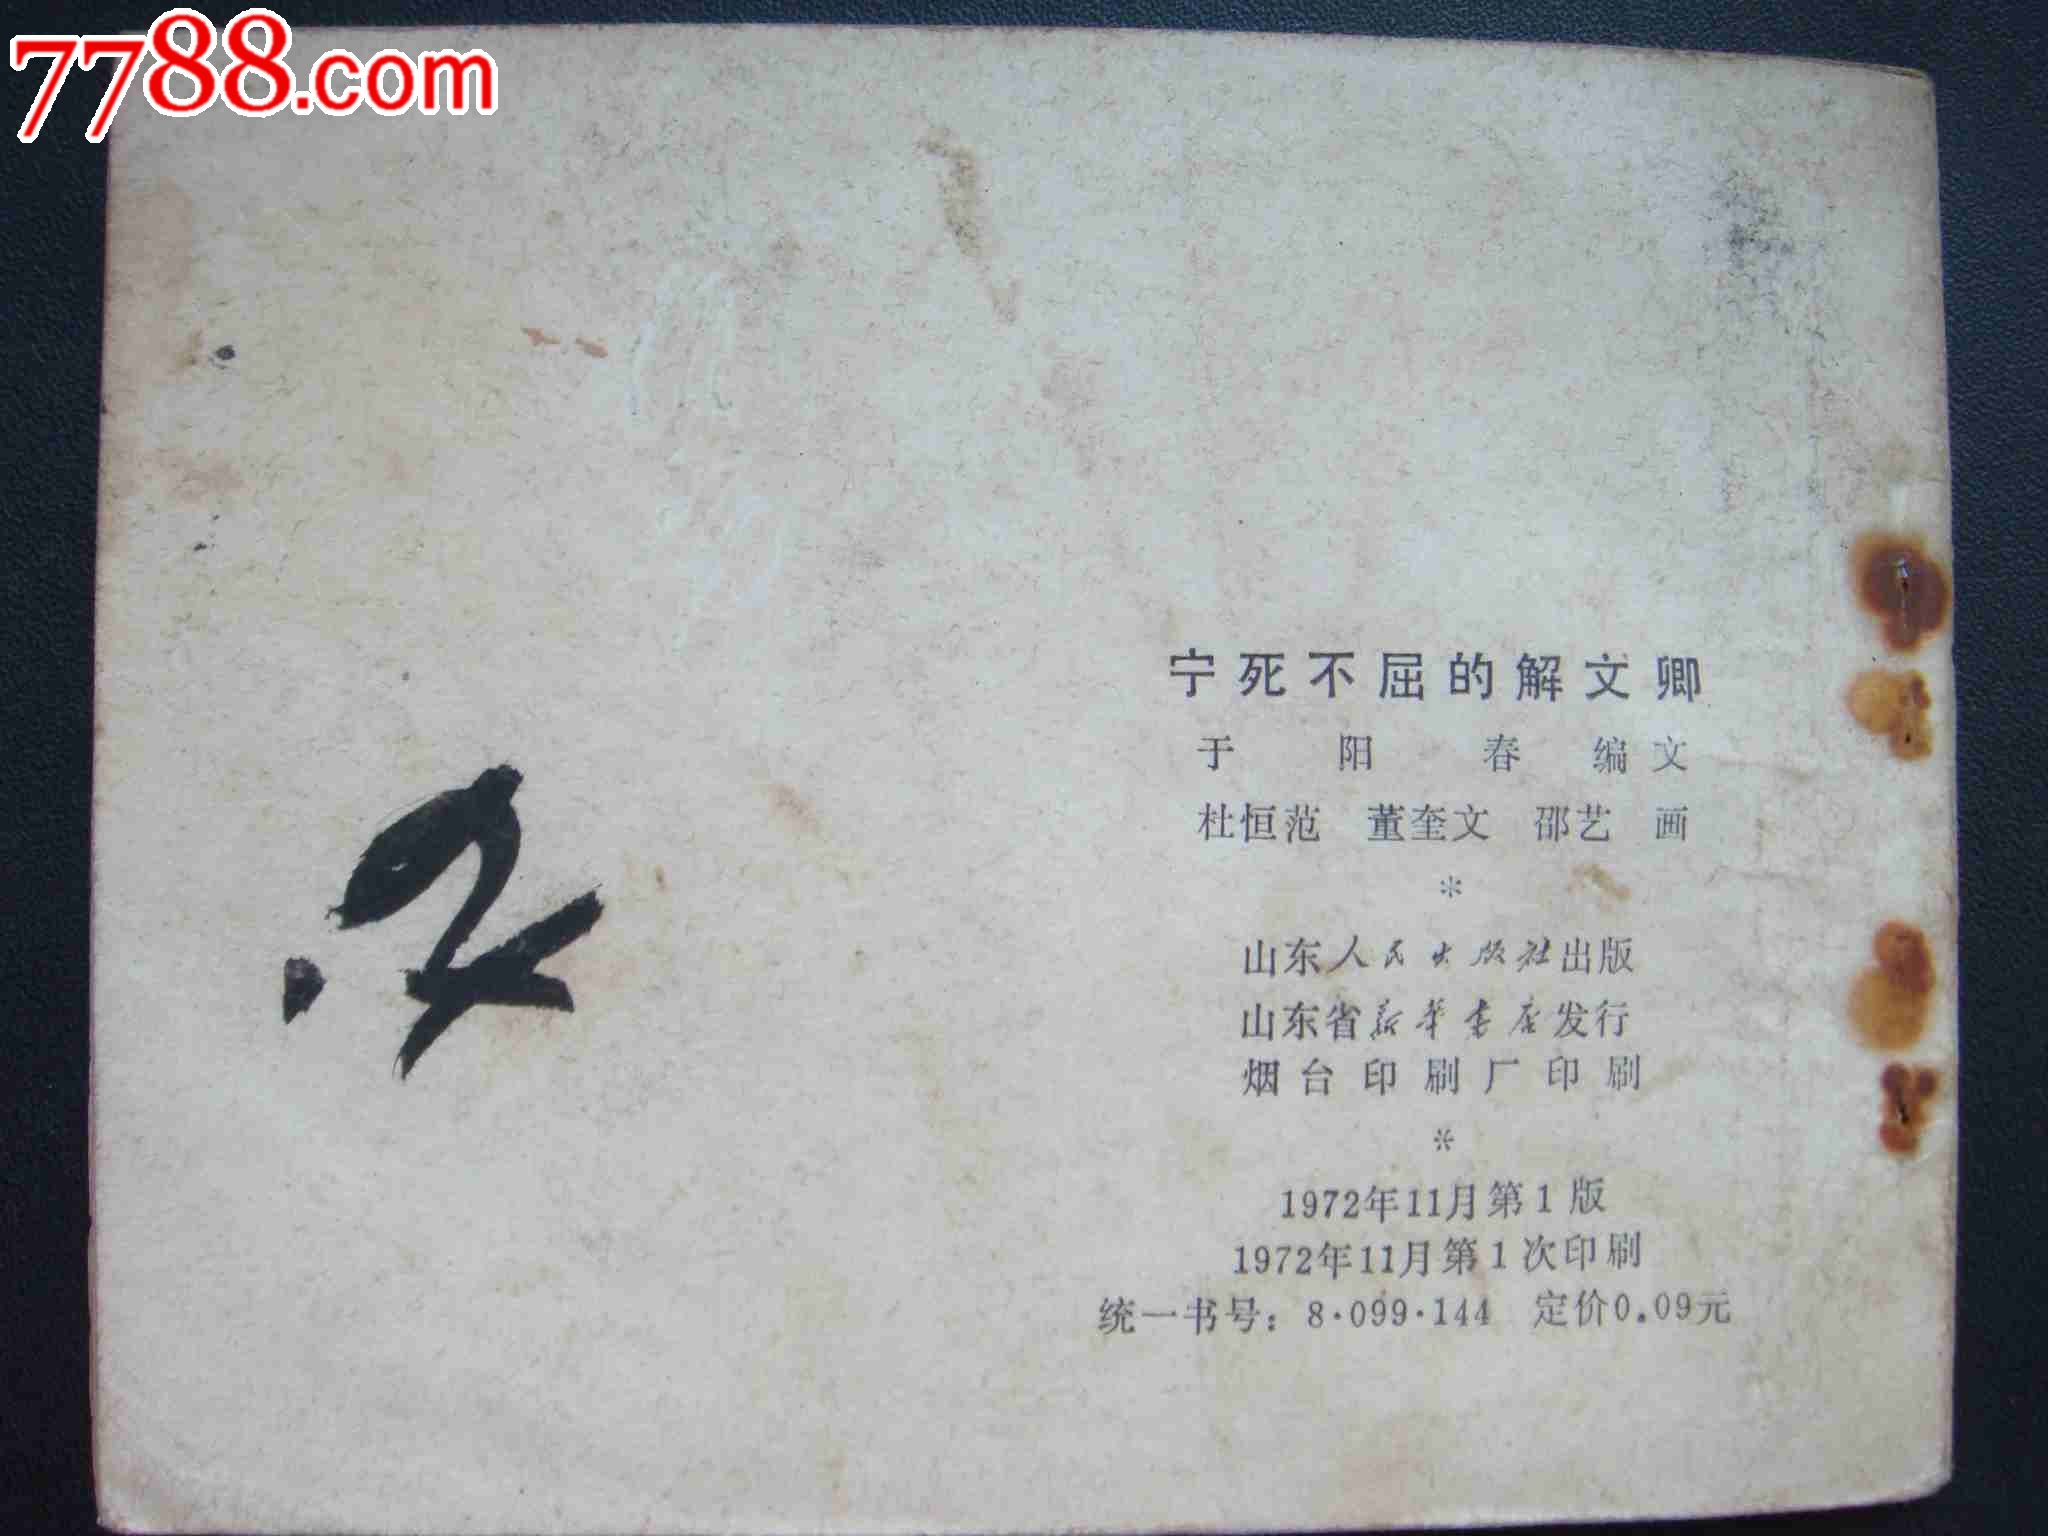 7788.com
宁死不屈的解文卿
于阳春 编文
杜恒范 董奎文 邵艺 画
*
山东人民出版社出版
山东省新华书店发行
烟台印刷厂印刷
*
1972年11月第1版
1972年11月第1次印刷
统一书号：8·099·144 定价0.09元